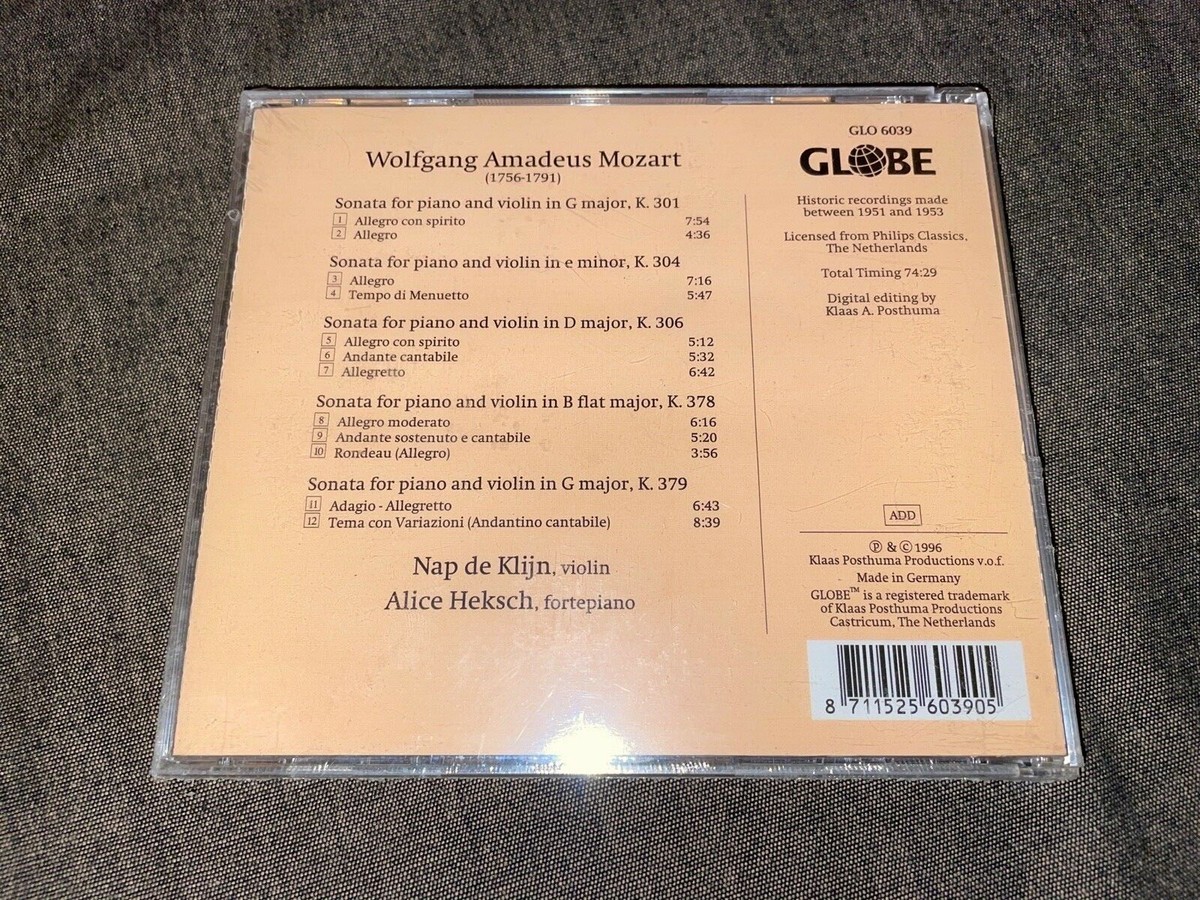 Wolfgang Amadeus Mozart
(1756-1791)
Sonata for piano and violin in G major, K. 301
1 Allegro con spirito 7:54
2 Allegro 4:36
Sonata for piano and violin in e minor, K. 304
3 Allegro 7:16
4 Tempo di Menuetto 5:47
Sonata for piano and violin in D major, K. 306
5 Allegro con spirito 5:12
6 Andante cantabile 5:32
7 Allegretto 6:42
Sonata for piano and violin in B flat major, K. 378
8 Allegro moderato 6:16
9 Andante sostenuto e cantabile 5:20
10 Rondeau (Allegro) 3:56
Sonata for piano and violin in G major, K. 379
11 Adagio - Allegretto 6:43
12 Tema con Variazioni (Andantino cantabile) 8:39
Nap de Klijn, violin
Alice Heksch, fortepiano
GLO 6039
GLOBE
Historic recordings made
between 1951 and 1953
Licensed from Philips Classics,
The Netherlands
Total Timing 74:29
Digital editing by
Klaas A. Posthuma
ADD
℗ & © 1996
Klaas Posthuma Productions v.o.f.
Made in Germany
GLOBE™ is a registered trademark
of Klaas Posthuma Productions
Castricum, The Netherlands
8 711525 603905